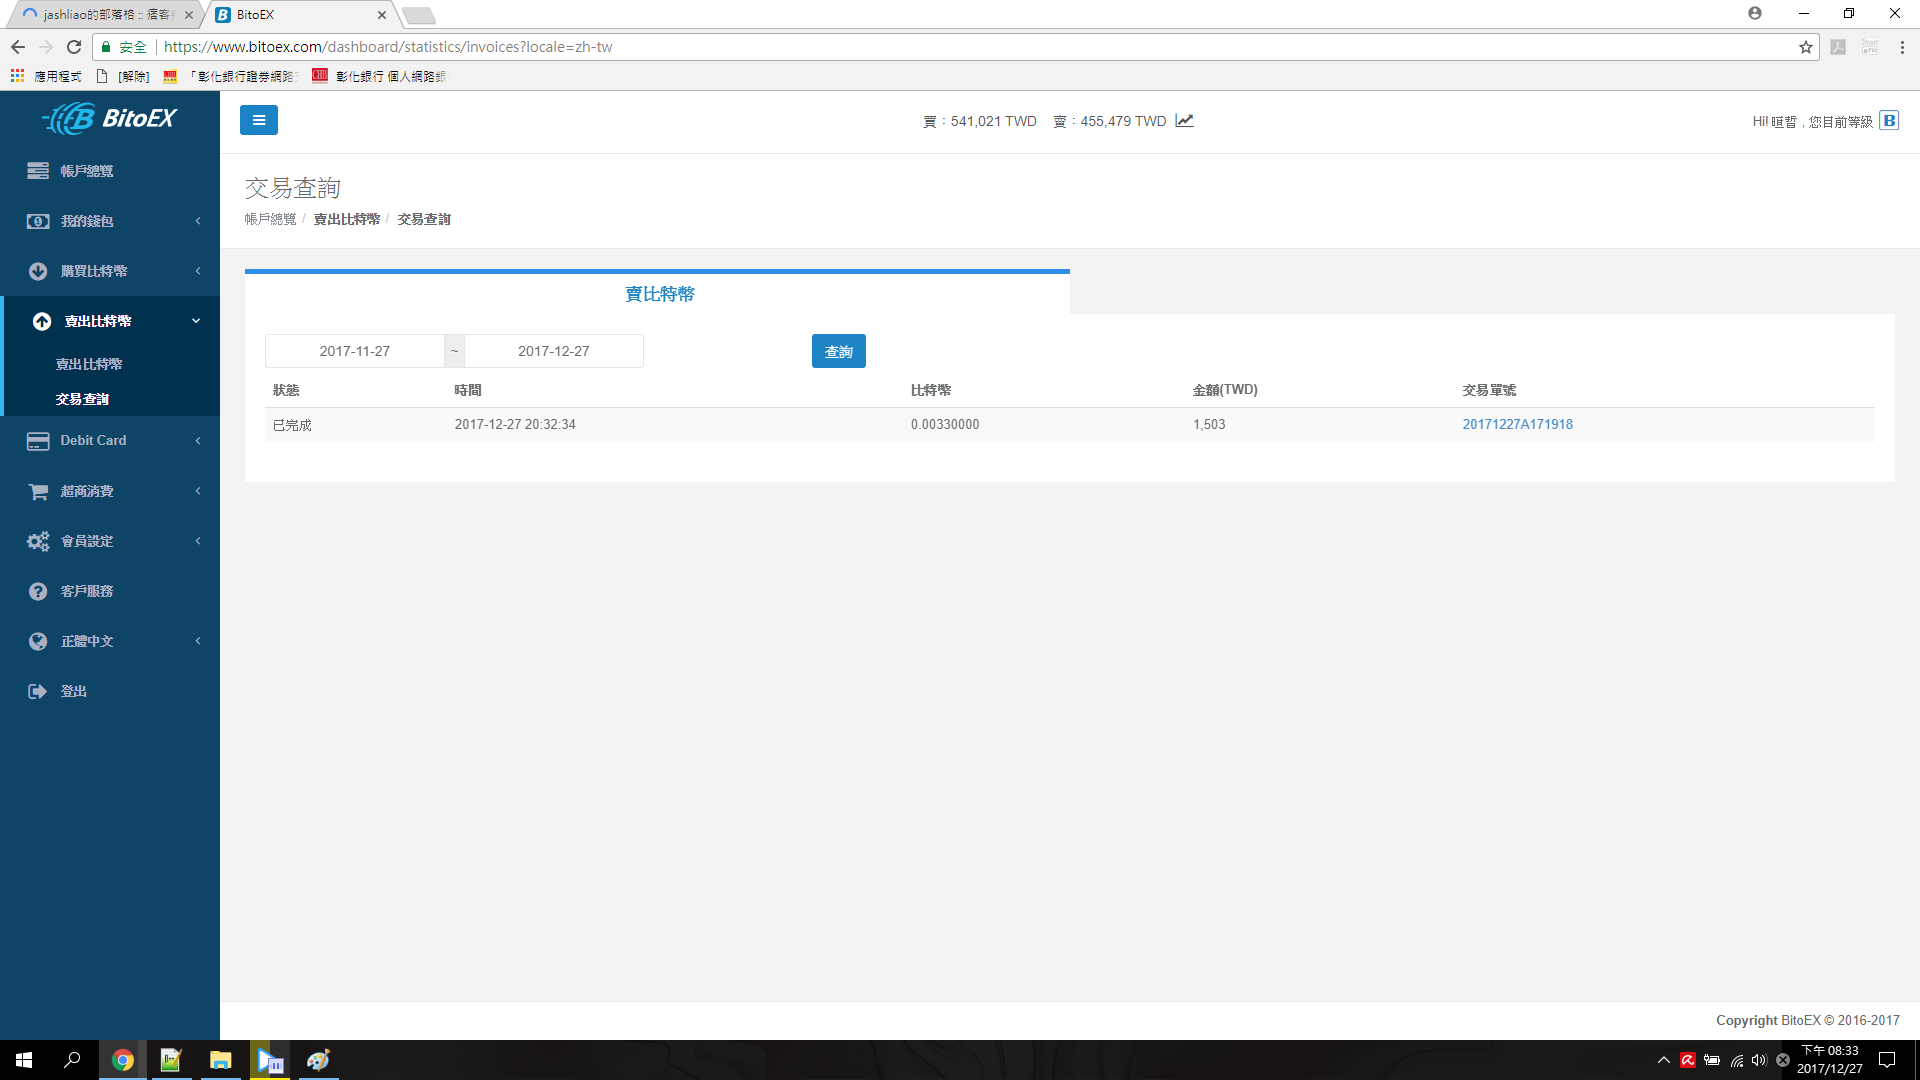 jashliao的部落格 :: 痞客
BitoEX
安全
https://www.bitoex.com/dashboard/statistics/invoices?locale=zh-tw
應用程式
[解除]
「彰化銀行證券網路
彰化銀行 個人網路銀
BitoEX
買：541,021 TWD 賣：455,479 TWD
Hi! 暄哲 , 您目前等級
帳戶總覽
我的錢包
購買比特幣
賣出比特幣
賣出比特幣
交易查詢
Debit Card
超商消費
會員設定
客戶服務
正體中文
登出
交易查詢
帳戶總覽 / 賣出比特幣 / 交易查詢
賣比特幣
2017-11-27 ~ 2017-12-27 查詢
狀態 時間 比特幣 金額(TWD) 交易單號
已完成 2017-12-27 20:32:34 0.00330000 1,503 20171227A171918
Copyright BitoEX © 2016-2017
下午 08:33
2017/12/27